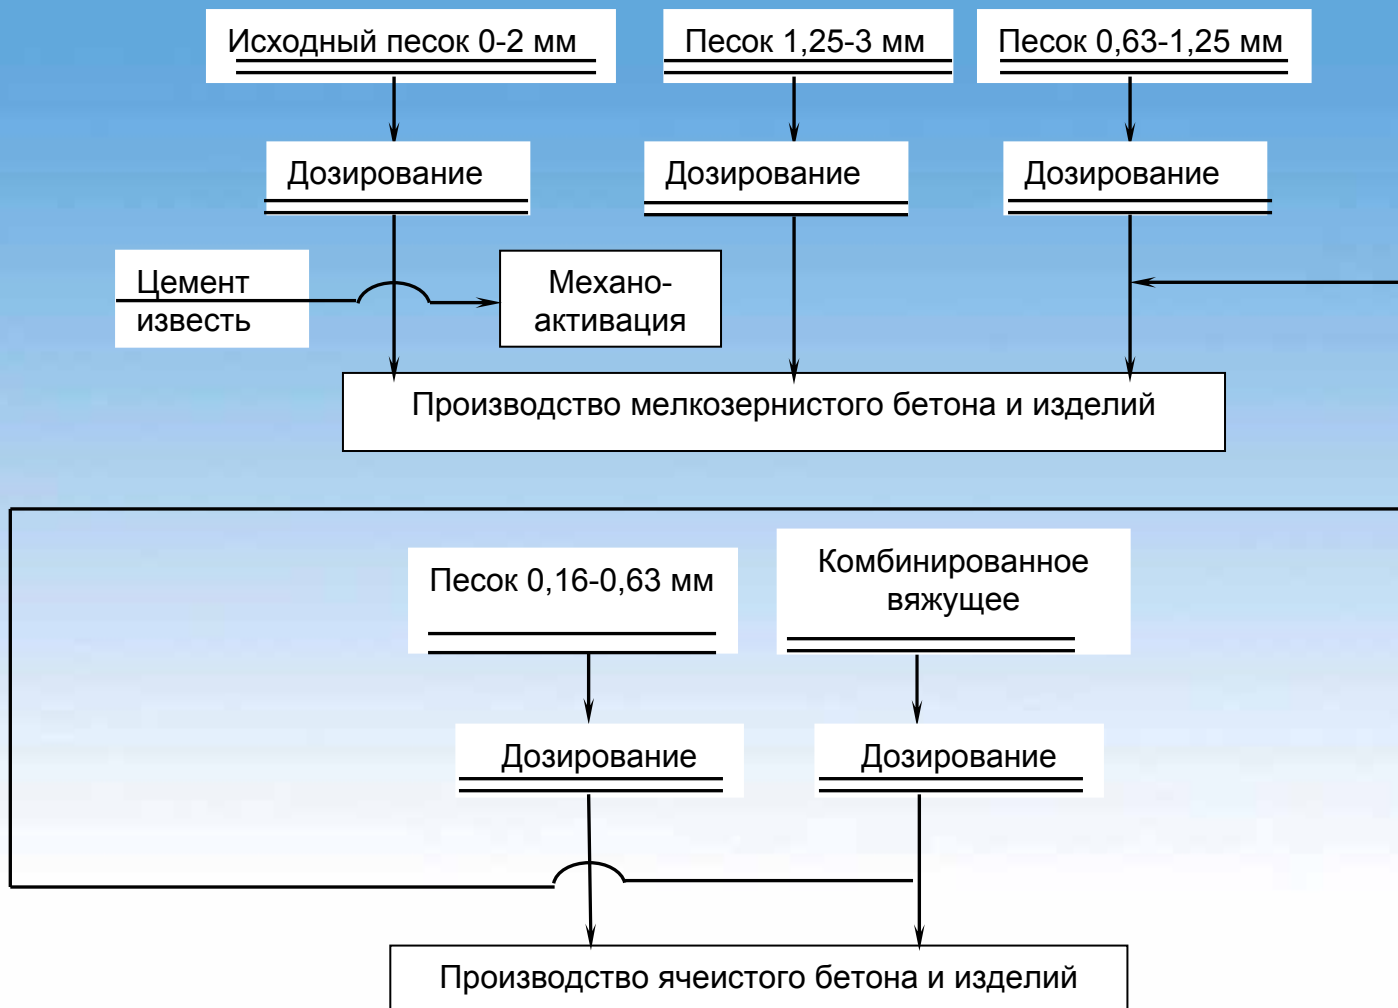 Исходный песок 0-2 мм
Песок 1,25-3 мм
Песок 0,63-1,25 мм
Дозирование
Дозирование
Дозирование
Цемент
известь
Механо-
активация
Производство мелкозернистого бетона и изделий
Песок 0,16-0,63 мм
Комбинированное
вяжущее
Дозирование
Дозирование
Производство ячеистого бетона и изделий